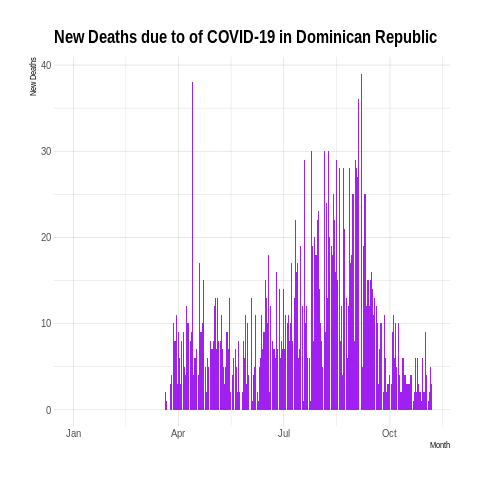 New Deaths due to of COVID-19 in Dominican Republic
New Deaths
40
30
20
10
0
Jan Apr Jul Oct
Month